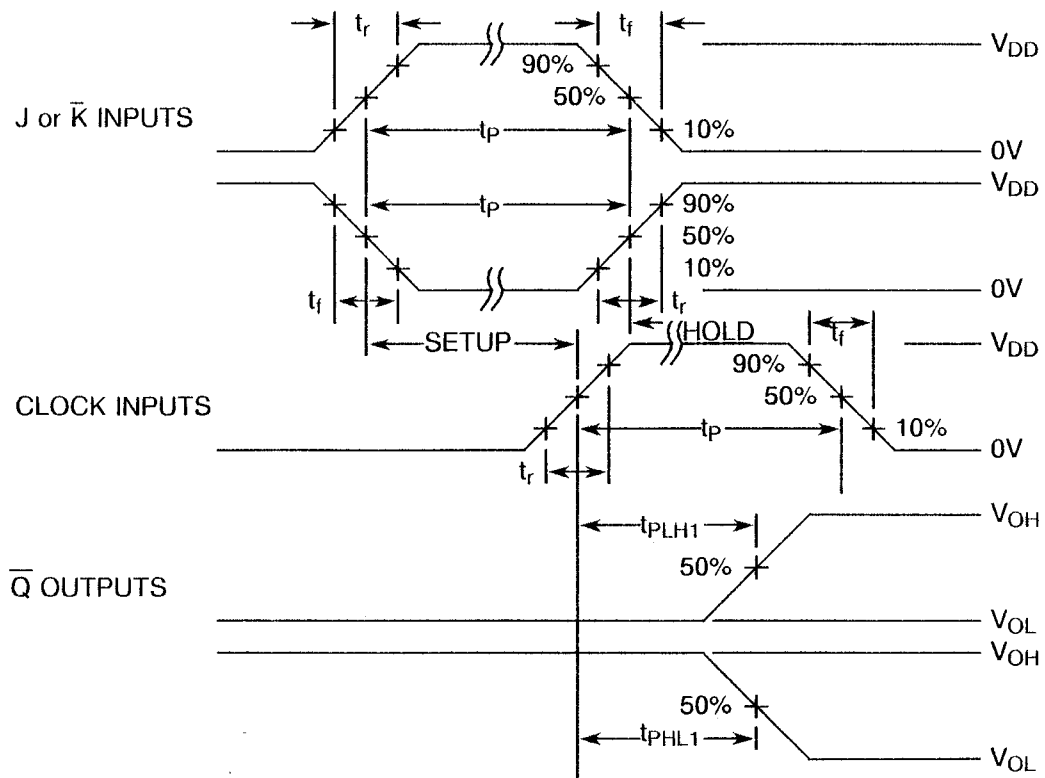 t_r t_f
V_DD
90%
50%
J or K̅ INPUTS
t_P 10%
0V
V_DD
t_P 90%
50%
10%
t_f t_r 0V
SETUP HOLD t_f V_DD
90%
CLOCK INPUTS 50%
t_P 10%
0V
t_r
t_PLH1 V_OH
50%
Q̅ OUTPUTS
V_OL
V_OH
50%
t_PHL1
V_OL